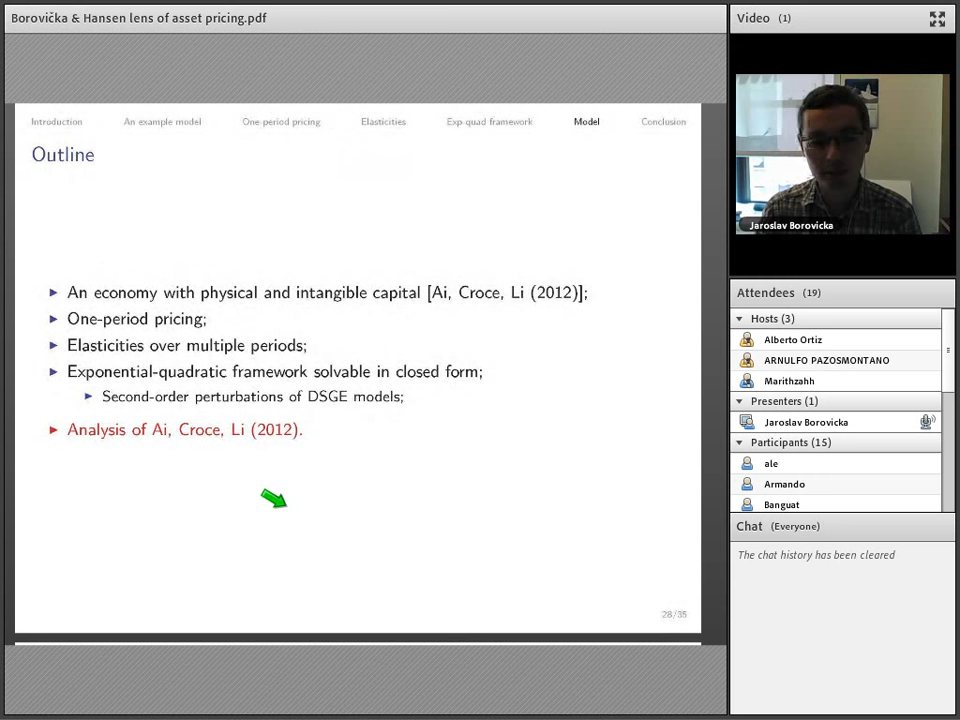 Borovička & Hansen lens of asset pricing.pdf
Introduction An example model One-period pricing Elasticities Exp-quad framework Model Conclusion
Outline
An economy with physical and intangible capital [Ai, Croce, Li (2012)];
One-period pricing;
Elasticities over multiple periods;
Exponential-quadratic framework solvable in closed form;
Second-order perturbations of DSGE models;
Analysis of Ai, Croce, Li (2012).
28/35
Video (1)
Jaroslav Borovicka
Attendees (19)
Hosts (3)
Alberto Ortiz
ARNULFO PAZOSMONTANO
Marithzahh
Presenters (1)
Jaroslav Borovicka
Participants (15)
ale
Armando
Banguat
Chat (Everyone)
The chat history has been cleared